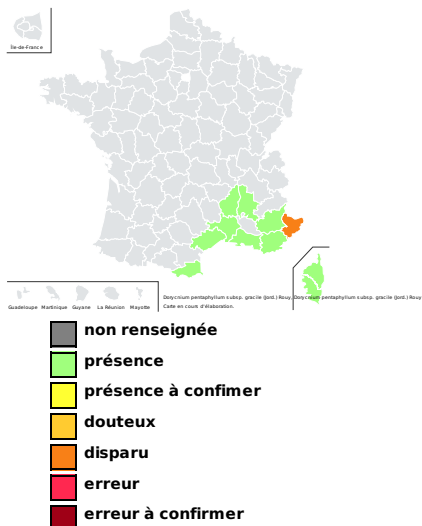 Île-de-France
Guadeloupe Martinique Guyane La Réunion Mayotte
Dorycnium pentaphyllum subsp. gracile (Jord.) Rouy, Dorycnium pentaphyllum subsp. gracile (Jord.) Rouy
Carte en cours d'élaboration.
non renseignée
présence
présence à confimer
douteux
disparu
erreur
erreur à confirmer